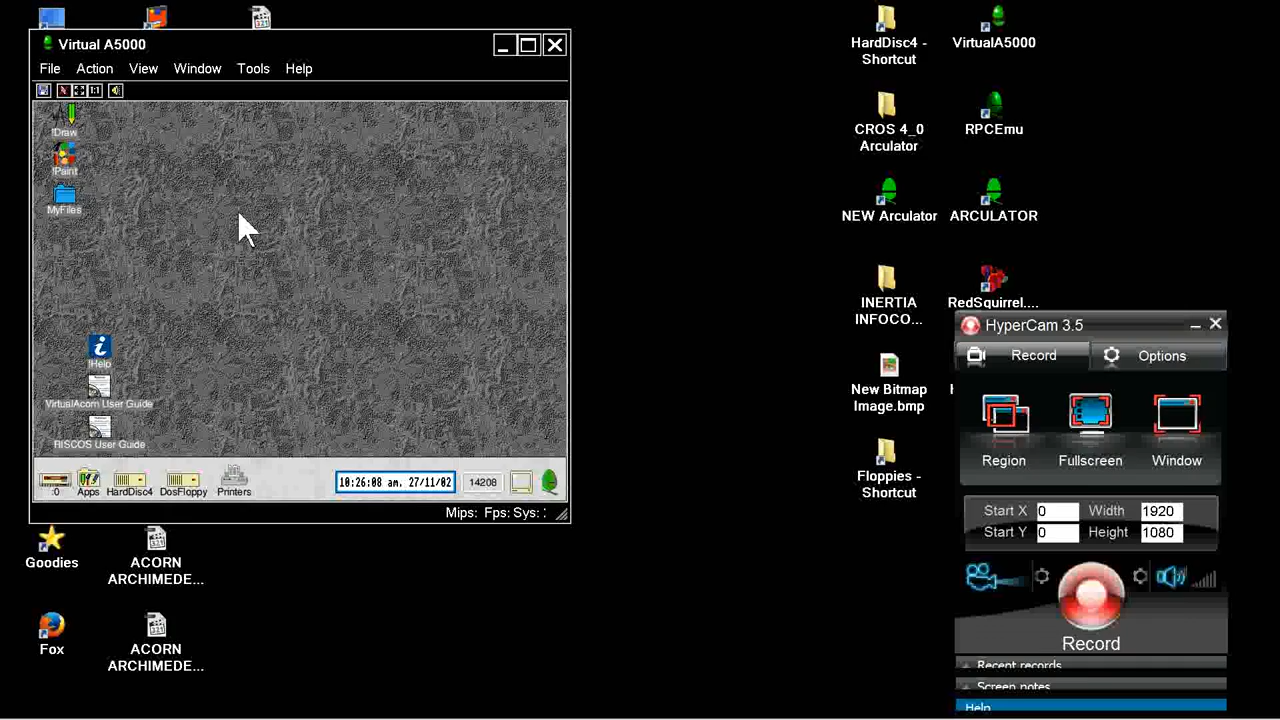 Virtual A5000
File Action View Window Tools Help
1:1
!Draw
!Paint
MyFiles
!Help
VirtualAcorn User Guide
RISCOS User Guide
:0
Apps
HardDisc4
DosFloppy
Printers
10:26:08 am. 27/11/02
14208
Mips: Fps: Sys: :
Goodies
ACORN
ARCHIMEDE...
Fox
ACORN
ARCHIMEDE...
HardDisc4 -
Shortcut
VirtualA5000
CROS 4_0
Arculator
RPCEmu
NEW Arculator
ARCULATOR
INERTIA
INFOCO...
RedSquirrel....
New Bitmap
Image.bmp
Floppies -
Shortcut
HyperCam 3.5
Record
Options
Region
Fullscreen
Window
Start X 0 Width 1920
Start Y 0 Height 1080
Record
Recent records
Screen notes
Help